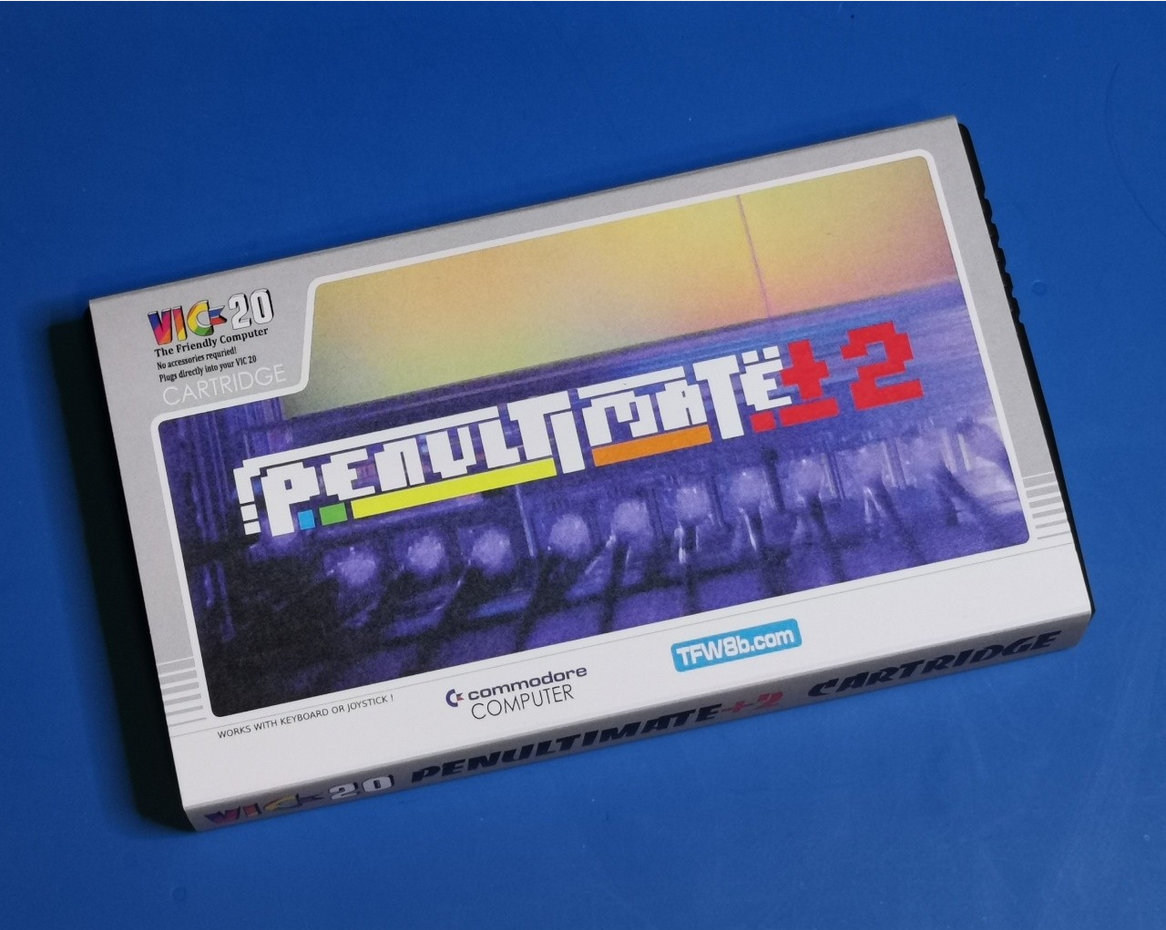 VIC 20
The Friendly Computer
No accessories requried!
Plugs directly into your VIC 20
CARTRIDGE
PENULTIMATE ±2
TFW8b.com
commodore
COMPUTER
WORKS WITH KEYBOARD OR JOYSTICK !
VIC 20 PENULTIMATE±2 CARTRIDGE